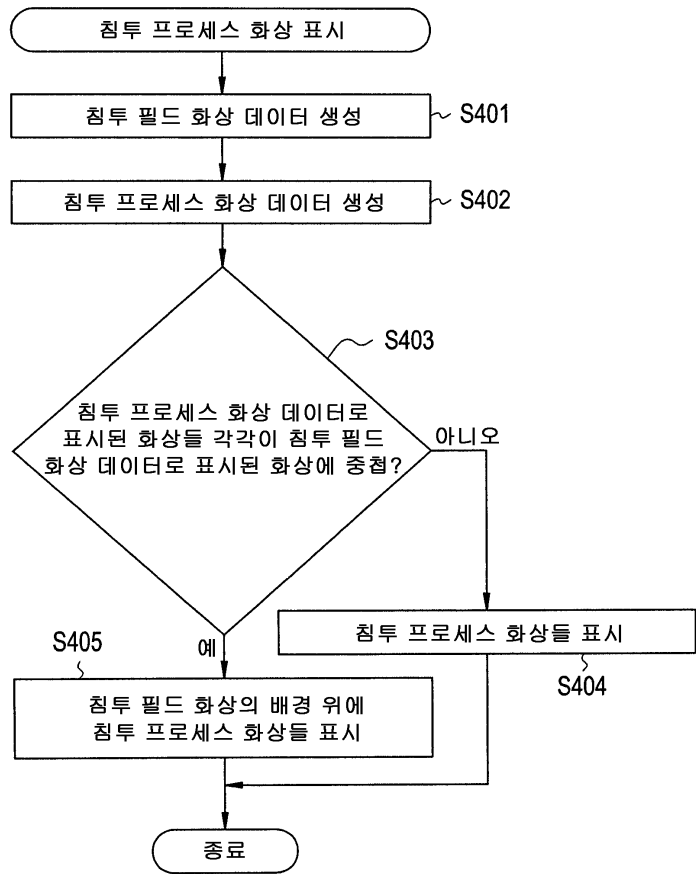 침투 프로세스 화상 표시
침투 필드 화상 데이터 생성
S401
침투 프로세스 화상 데이터 생성
S402
S403
침투 프로세스 화상 데이터로
표시된 화상들 각각이 침투 필드
화상 데이터로 표시된 화상에 중첩?
아니오
예
침투 프로세스 화상들 표시
S404
S405
침투 필드 화상의 배경 위에
침투 프로세스 화상들 표시
종료